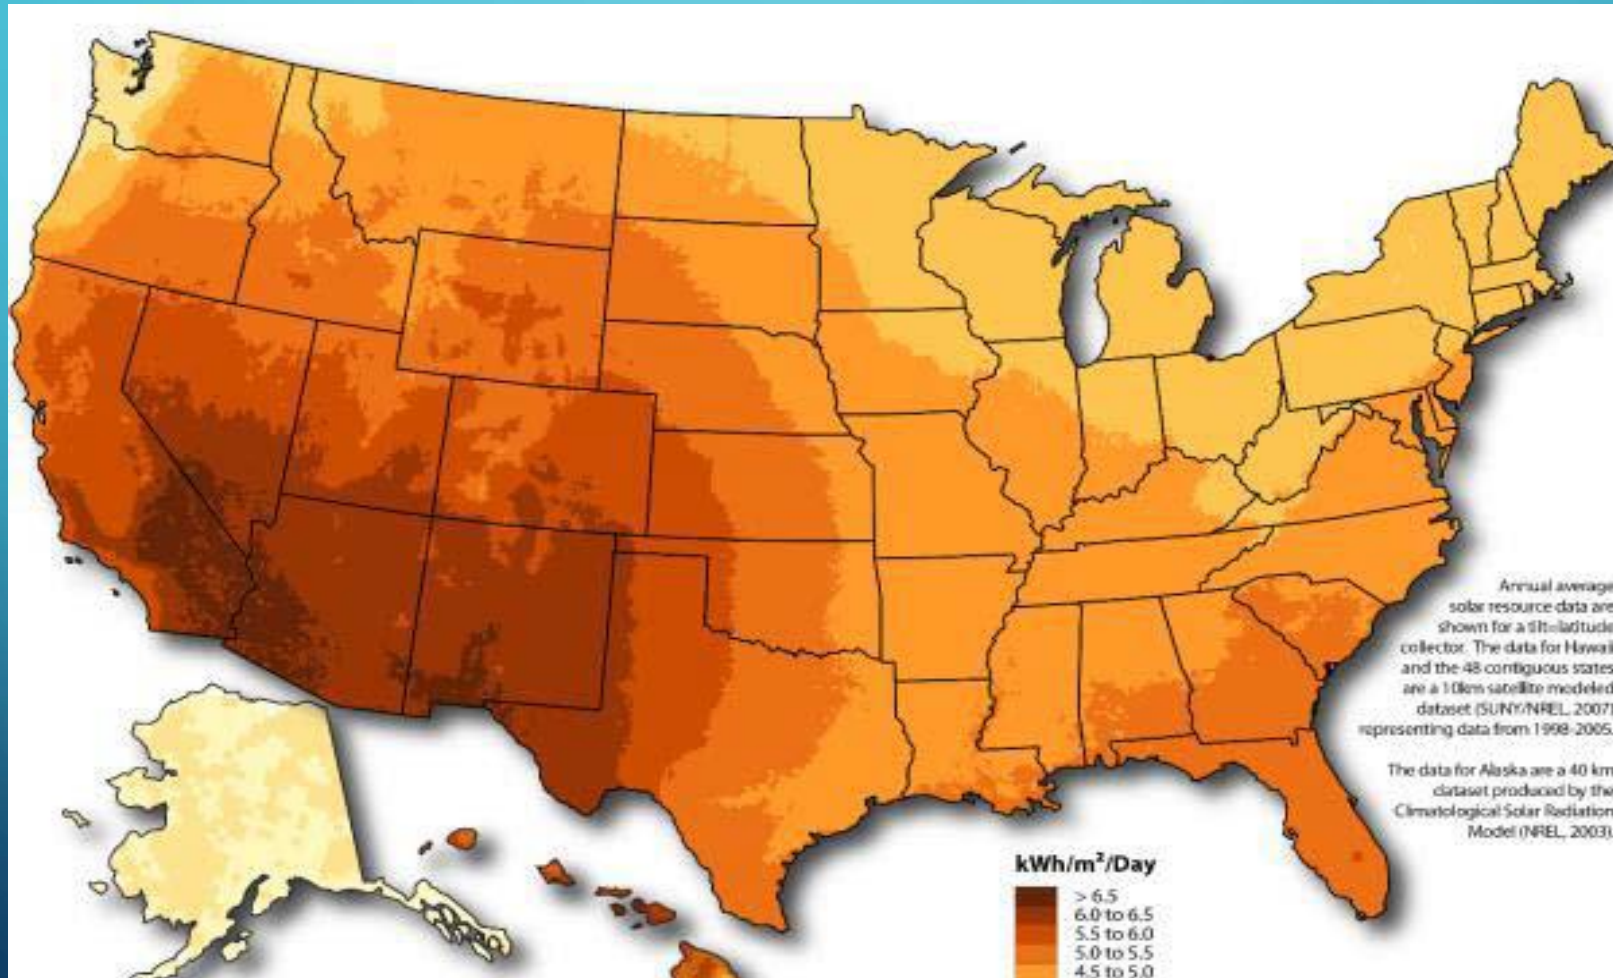 Annual average
solar resource data are
shown for a tilt=latitude
collector. The data for Hawaii
and the 48 contiguous states
are a 10km satellite modeled
dataset (SUNY/NREL, 2007)
representing data from 1998-2005.
The data for Alaska are a 40 km
dataset produced by the
Climatological Solar Radiation
Model (NREL, 2003).
kWh/m²/Day
> 6.5
6.0 to 6.5
5.5 to 6.0
5.0 to 5.5
4.5 to 5.0